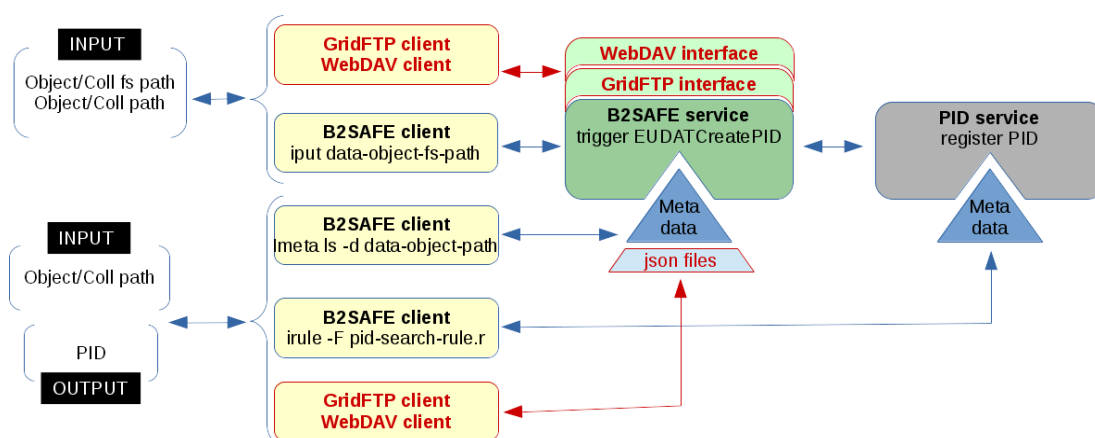 INPUT
Object/Coll fs path
Object/Coll path
GridFTP client
WebDAV client
B2SAFE client
iput data-object-fs-path
WebDAV interface
GridFTP interface
B2SAFE service
trigger EUDATCreatePID
Meta
data
json files
PID service
register PID
Meta
data
INPUT
Object/Coll path
PID
OUTPUT
B2SAFE client
Imeta ls -d data-object-path
B2SAFE client
irule -F pid-search-rule.r
GridFTP client
WebDAV client